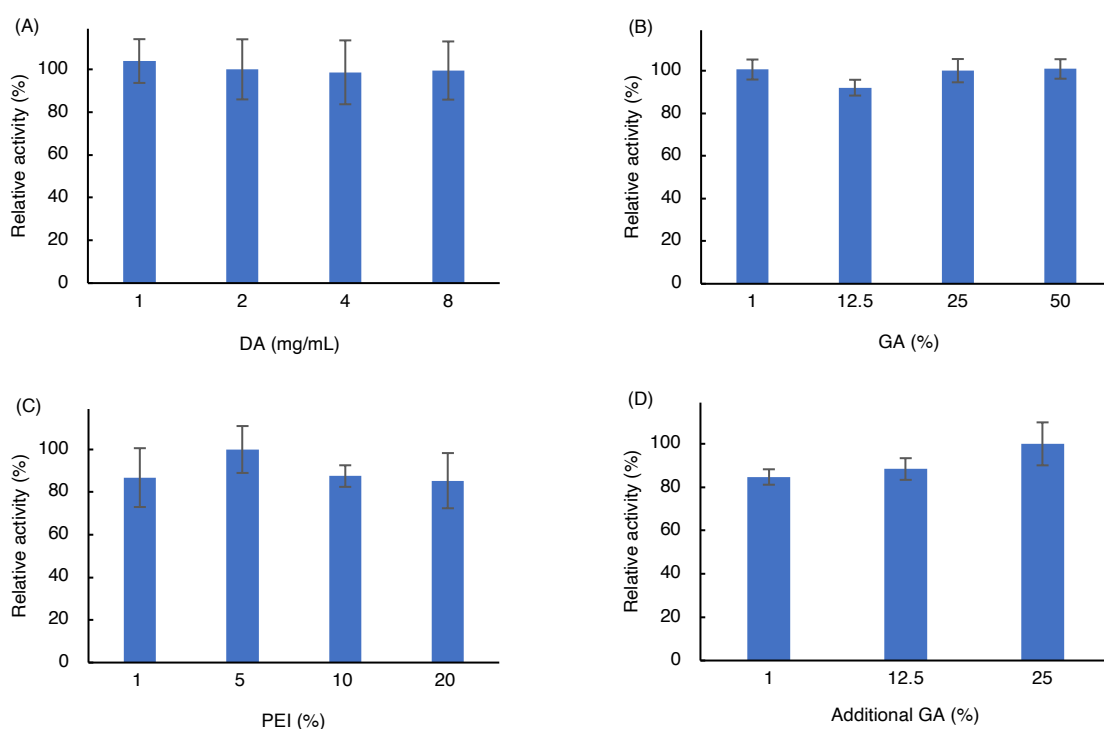 (A)
Relative activity (%)
100
80
60
40
20
0
1 2 4 8
DA (mg/mL)
(B)
Relative activity (%)
100
80
60
40
20
0
1 12.5 25 50
GA (%)
(C)
Relative activity (%)
100
80
60
40
20
0
1 5 10 20
PEI (%)
(D)
Relative activity (%)
100
80
60
40
20
0
1 12.5 25
Additional GA (%)